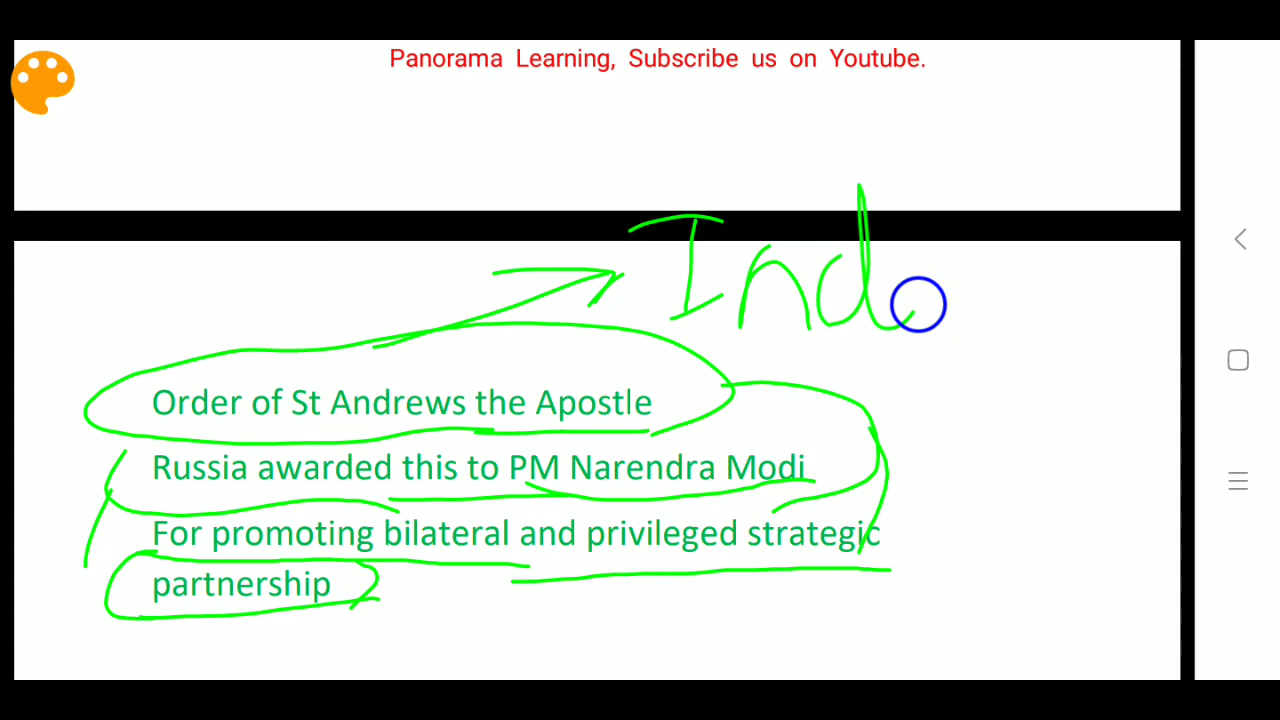 Panorama Learning, Subscribe us on Youtube.
Ind
Order of St Andrews the Apostle
Russia awarded this to PM Narendra Modi
For promoting bilateral and privileged strategic
partnership